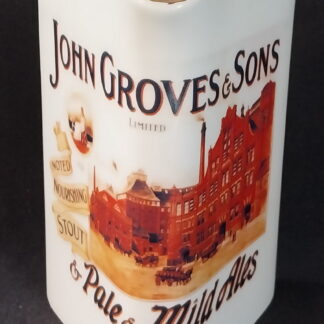 JOHN GROVES & SONS
LIMITED
NOTED
NOURISHING
STOUT
& Pale & Mild Ales